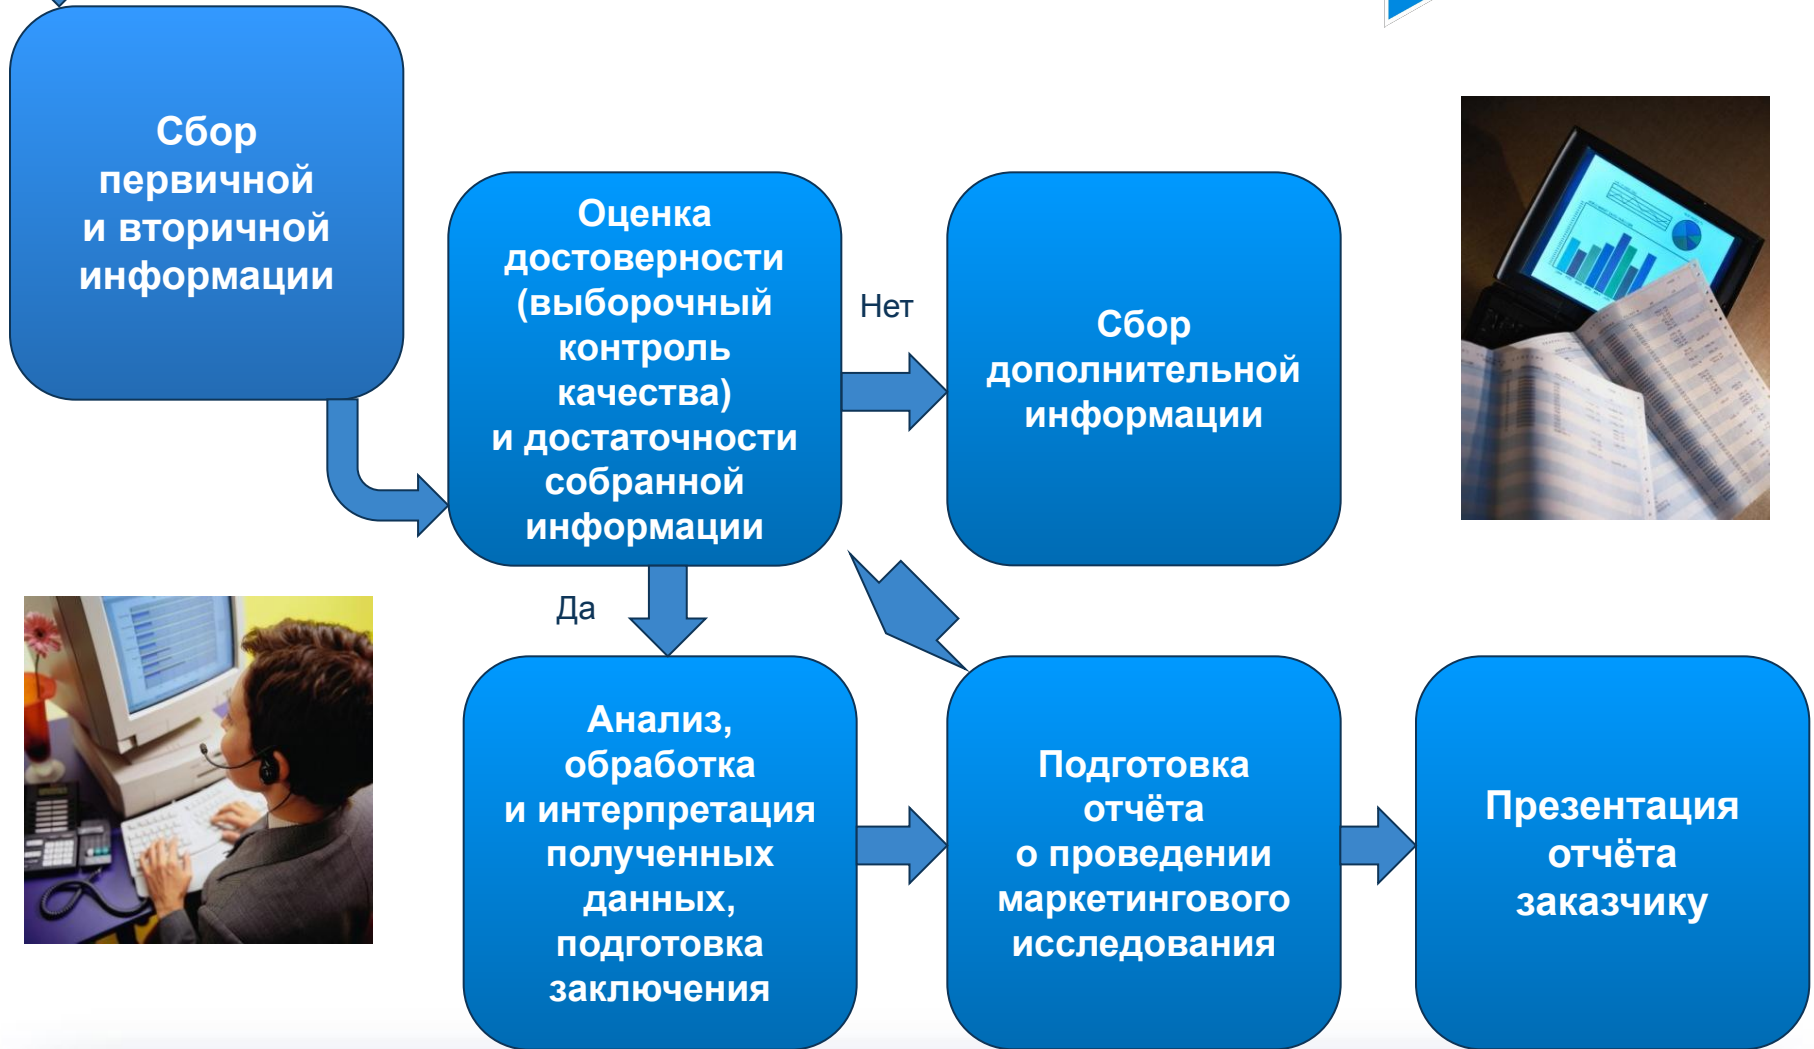 Сбор
первичной
и вторичной
информации
Оценка
достоверности
(выборочный
контроль
качества)
и достаточности
собранной
информации
Нет
Сбор
дополнительной
информации
Да
Анализ,
обработка
и интерпретация
полученных
данных,
подготовка
заключения
Подготовка
отчёта
о проведении
маркетингового
исследования
Презентация
отчёта
заказчику